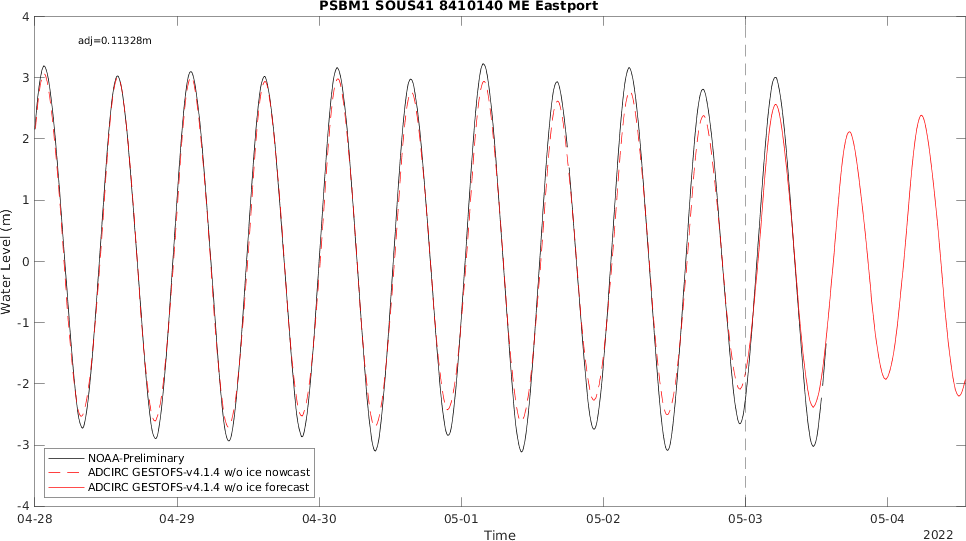 PSBM1 SOUS41 8410140 ME Eastport
adj=0.11328m
4
3
2
1
0
-1
-2
-3
-4
Water Level (m)
NOAA-Preliminary
ADCIRC GESTOFS-v4.1.4 w/o ice nowcast
ADCIRC GESTOFS-v4.1.4 w/o ice forecast
04-28 04-29 04-30 05-01 05-02 05-03 05-04
Time
2022